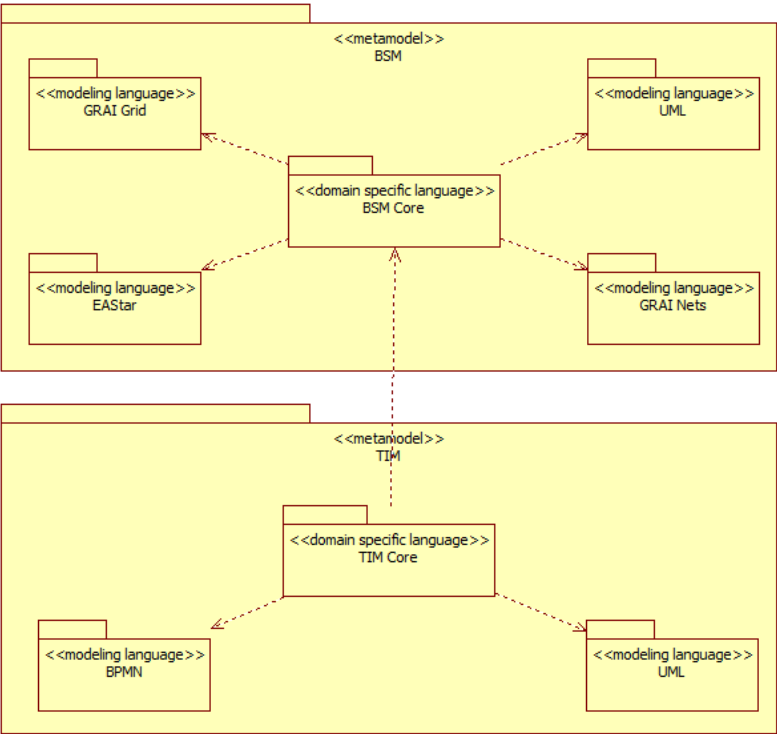 <<metamodel>>
BSM
<<modeling language>>
GRAI Grid
<<modeling language>>
UML
<<domain specific language>>
BSM Core
<<modeling language>>
EAStar
<<modeling language>>
GRAI Nets
<<metamodel>>
TIM
<<domain specific language>>
TIM Core
<<modeling language>>
BPMN
<<modeling language>>
UML